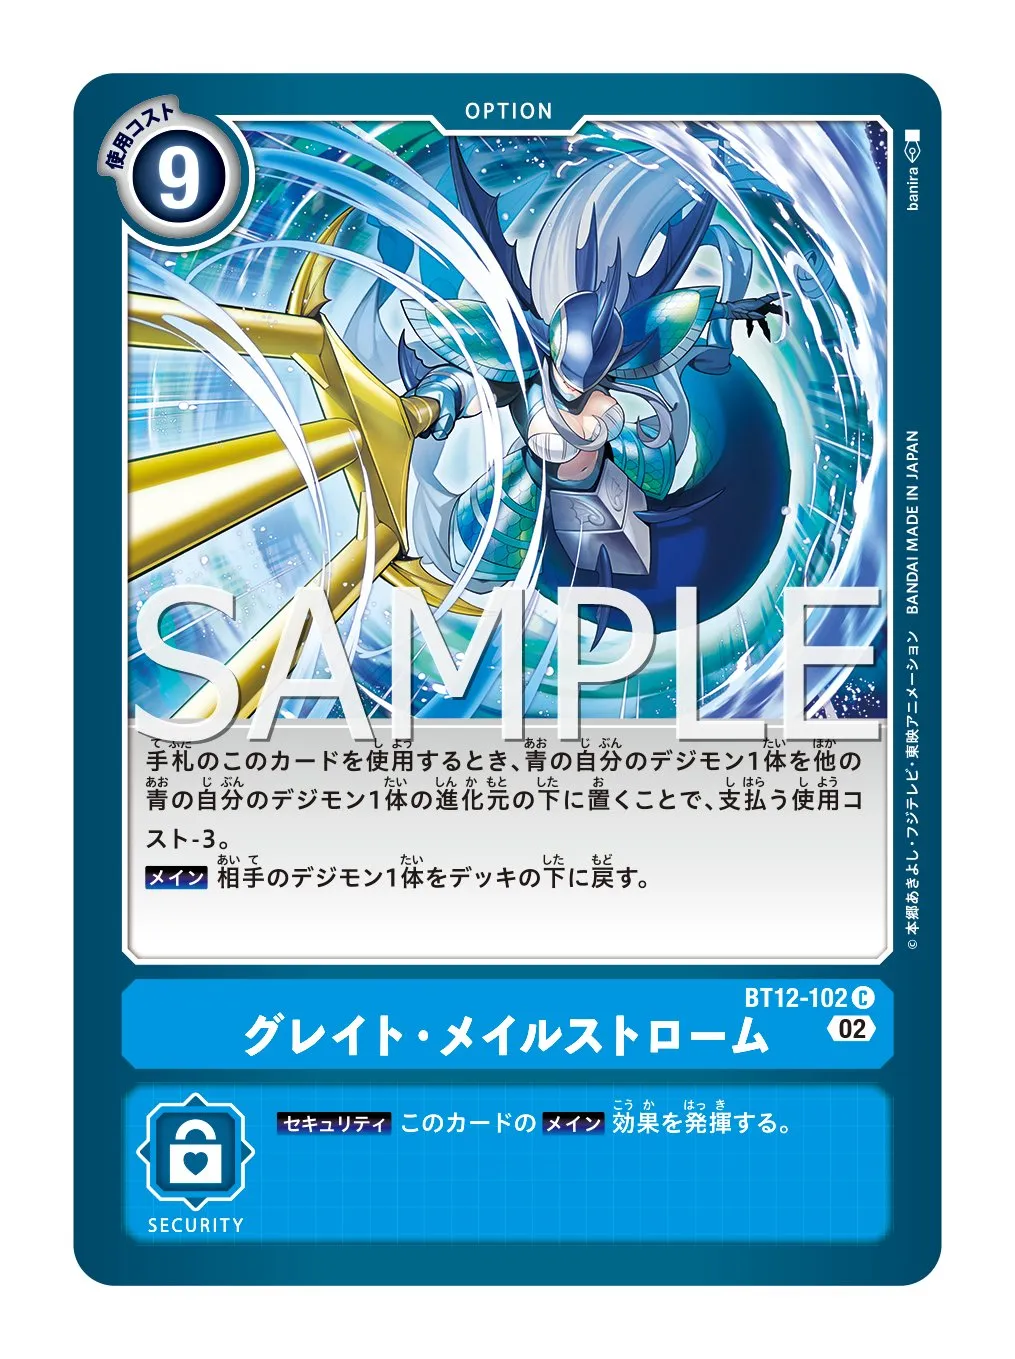 OPTION
使用コスト
9
banira
SAMPLE
手札のこのカードを使用するとき、青の自分のデジモン1体を他の
青の自分のデジモン1体の進化元の下に置くことで、支払う使用コ
スト-3。
メイン 相手のデジモン1体をデッキの下に戻す。
© 本郷あきよし・フジテレビ・東映アニメーション BANDAI MADE IN JAPAN
BT12-102 C
グレイト・メイルストローム
02
セキュリティ このカードの メイン 効果を発揮する。
SECURITY